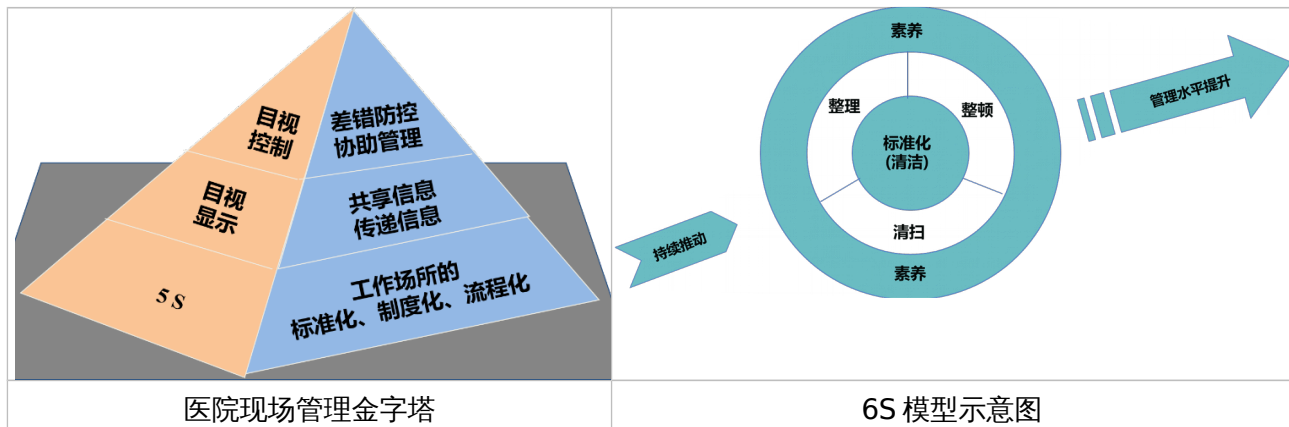 目视
控制
差错防控
协助管理
目视
显示
共享信息
传递信息
5 S
工作场所的
标准化、制度化、流程化
医院现场管理金字塔
素养
整理
整顿
标准化
(清洁)
清扫
素养
持续推动
管理水平提升
6S 模型示意图